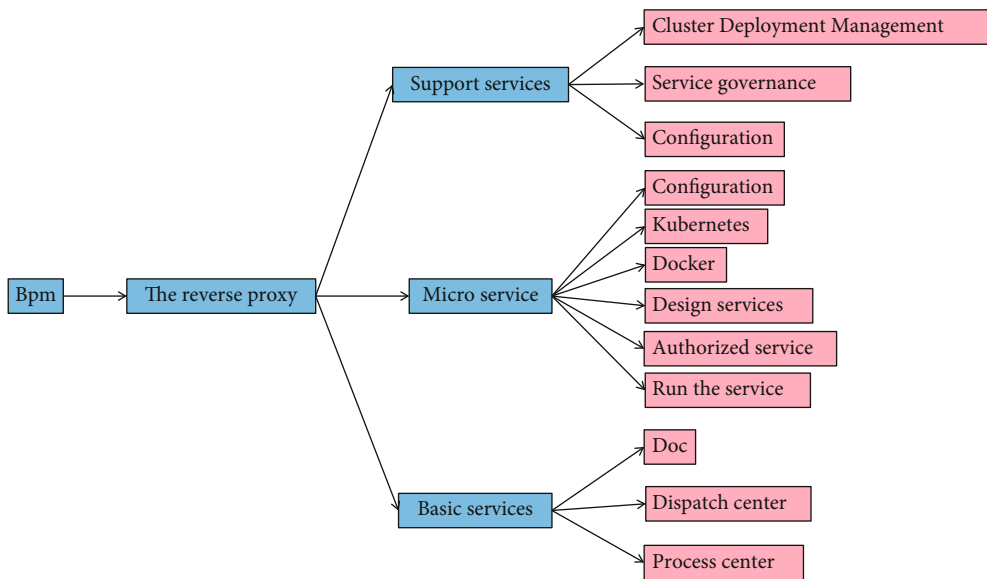 Bpm
The reverse proxy
Support services
Cluster Deployment Management
Service governance
Configuration
Micro service
Configuration
Kubernetes
Docker
Design services
Authorized service
Run the service
Basic services
Doc
Dispatch center
Process center